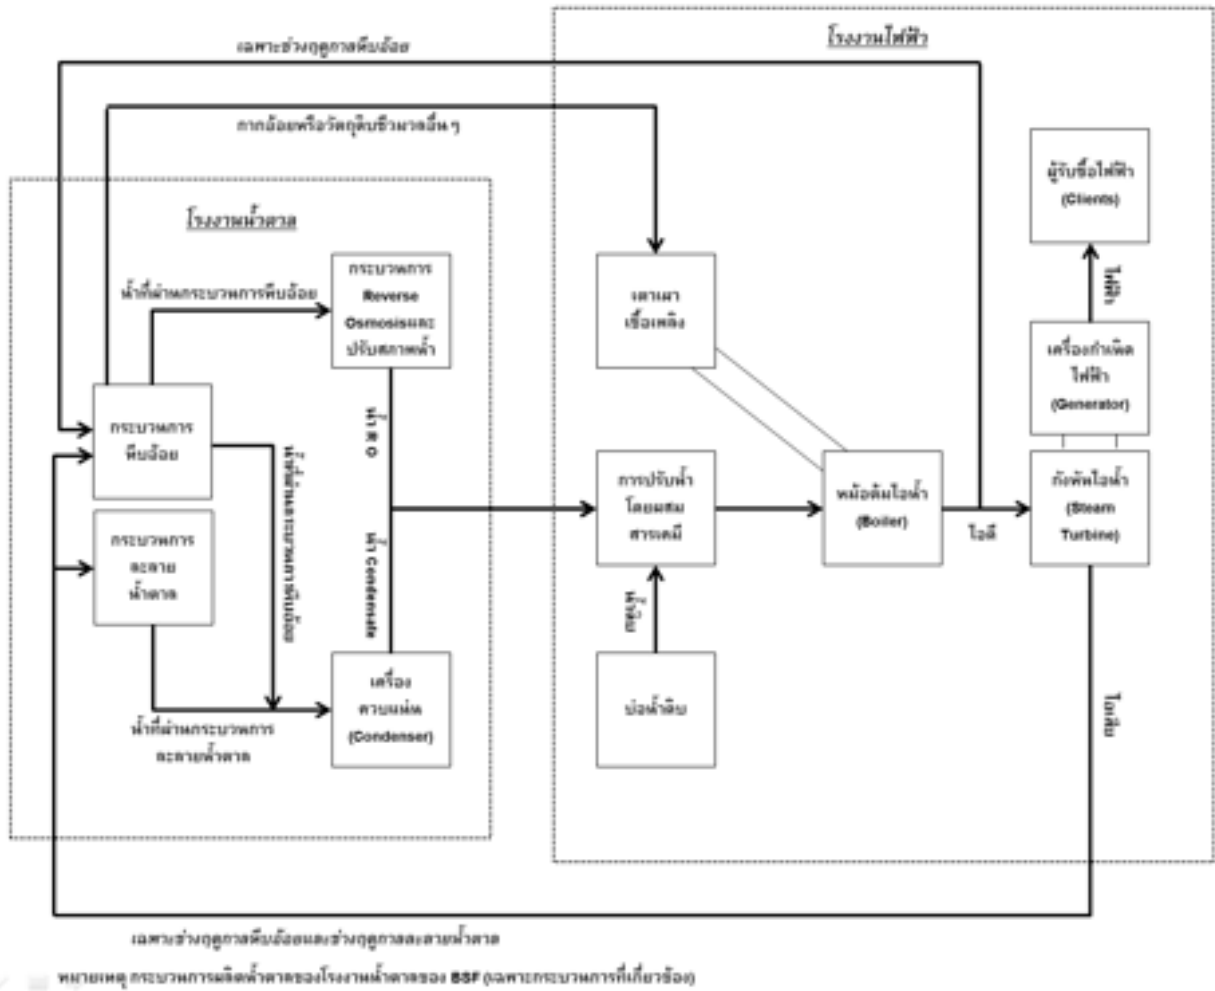 โรงงานไฟฟ้า
เฉพาะช่วงฤดูกาลหีบอ้อย
กากอ้อยหรือวัตถุดิบชีวมวลอื่นๆ
ผู้รับซื้อไฟฟ้า
(Clients)
โรงงานน้ำตาล
ไฟฟ้า
น้ำที่ผ่านกระบวนการหีบอ้อย
กระบวนการ
Reverse
Osmosisและ
ปรับสภาพน้ำ
เตาเผา
เชื้อเพลิง
เครื่องกำเนิด
ไฟฟ้า
(Generator)
กระบวนการ
หีบอ้อย
น้ำ R O
น้ำที่ผ่านกระบวนการหีบอ้อย
การปรับน้ำ
โดยผสม
สารเคมี
หม้อต้มไอน้ำ
(Boiler)
ไอดี
กังหันไอน้ำ
(Steam
Turbine)
กระบวนการ
ละลาย
น้ำตาล
น้ำ Condensate
น้ำดิบ
เครื่อง
ควบแน่น
(Condenser)
บ่อน้ำดิบ
ไอเสีย
น้ำที่ผ่านกระบวนการ
ละลายน้ำตาล
เฉพาะช่วงฤดูกาลหีบอ้อยและช่วงฤดูกาลละลายน้ำตาล
หมายเหตุ กระบวนการผลิตน้ำตาลของโรงงานน้ำตาลของ BSF (เฉพาะกระบวนการที่เกี่ยวข้อง)